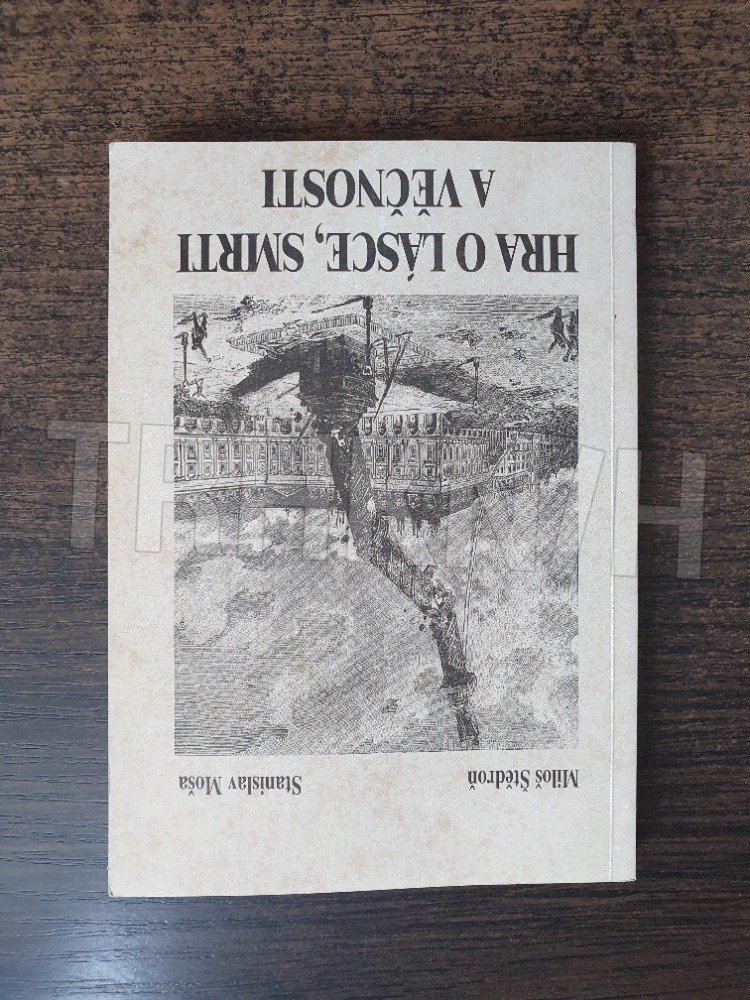 Miloš Štědroň Stanislav Moša
HRA O LÁSCE, SMRTI
A VĚČNOSTI